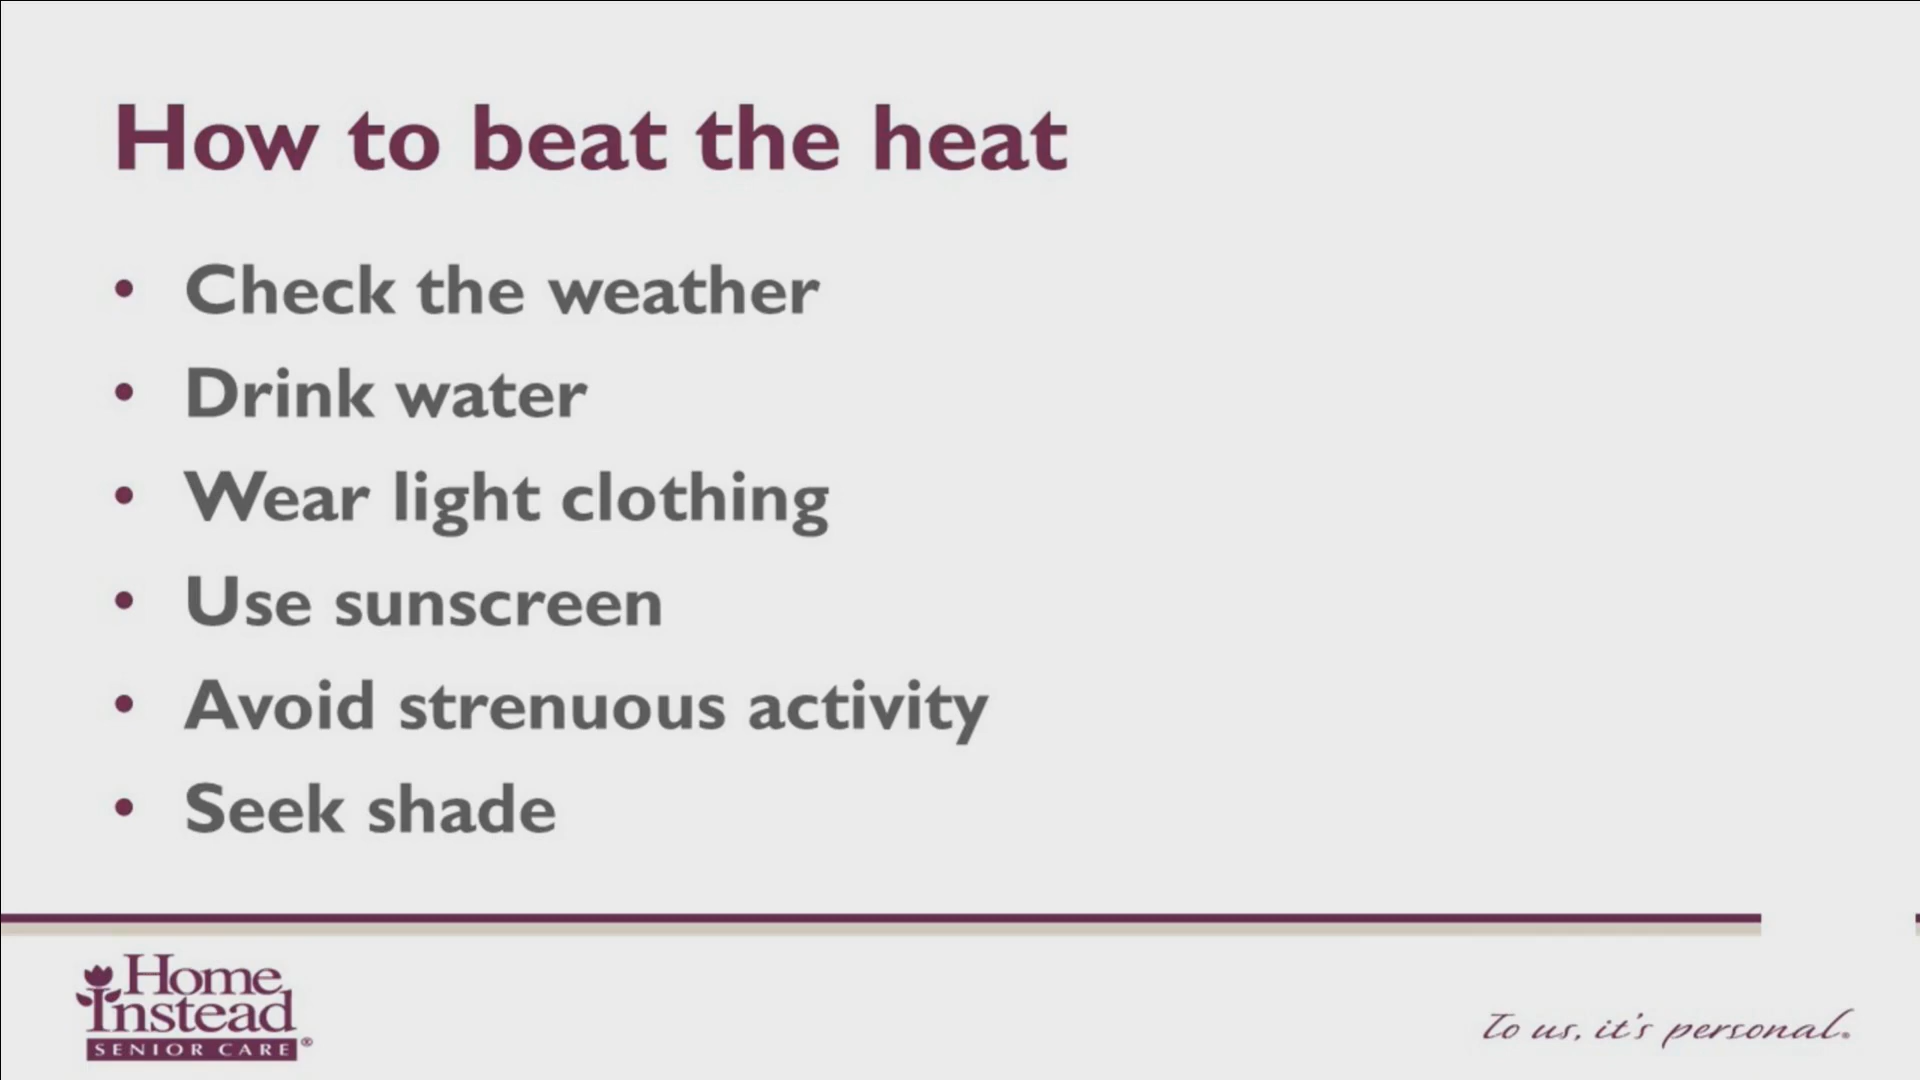 How to beat the heat
• Check the weather
• Drink water
• Wear light clothing
• Use sunscreen
• Avoid strenuous activity
• Seek shade
Home
Instead
SENIOR CARE®
To us, it's personal.